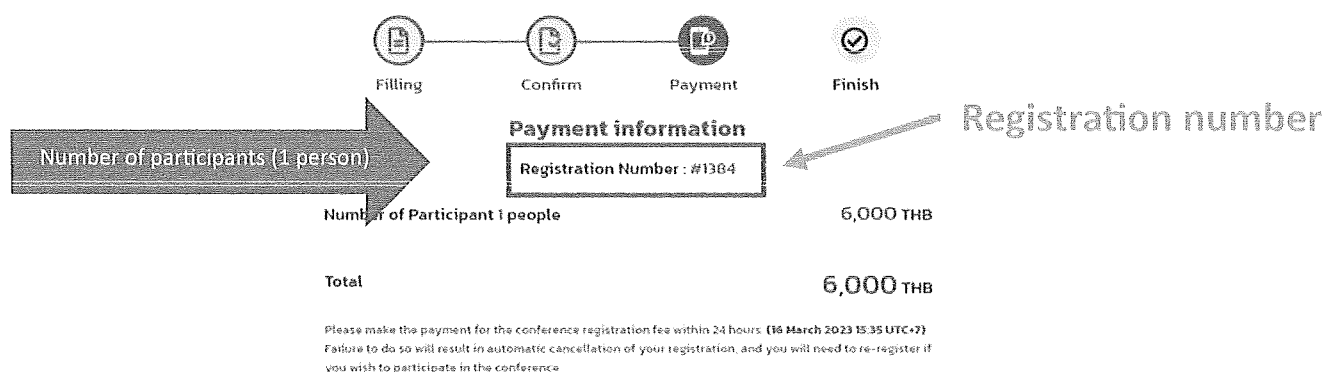 Filling Confirm Payment Finish
Registration number
Payment information
Number of participants (1 person)
Registration Number : #1384
Number of Participant 1 people 6,000 THB
Total 6,000 THB
Please make the payment for the conference registration fee within 24 hours (16 March 2023 15:35 UTC+7)
Failure to do so will result in automatic cancellation of your registration, and you will need to re-register if
you wish to participate in the conference